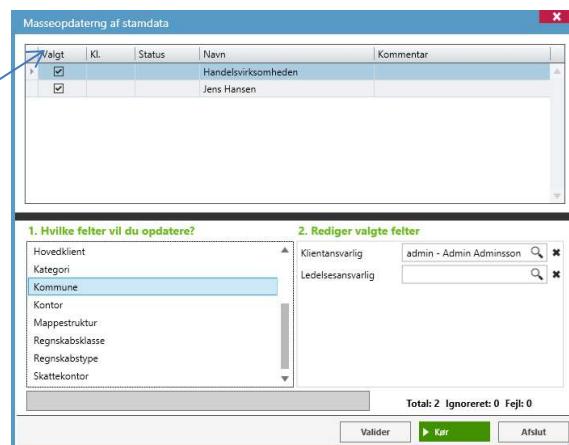 Masseopdaterng af stamdata
Valgt Kl. Status Navn Kommentar
Handelsvirksomheden
Jens Hansen
1. Hvilke felter vil du opdatere?
Hovedklient
Kategori
Kommune
Kontor
Mappestruktur
Regnskabsklasse
Regnskabstype
Skattekontor
2. Rediger valgte felter
Klientansvarlig admin - Admin Adminsson
Ledelsesansvarlig
Total: 2 Ignoreret: 0 Fejl: 0
Valider Kør Afslut